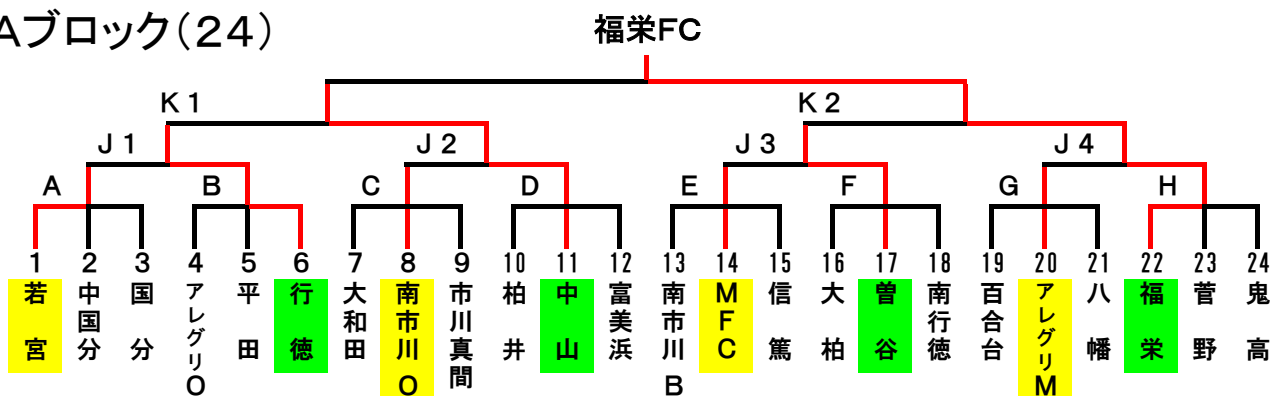 Aブロック(24)
福栄FC
K1
K2
J1
J2
J3
J4
A
B
C
D
E
F
G
H
1
2
3
4
5
6
7
8
9
10
11
12
13
14
15
16
17
18
19
20
21
22
23
24
若宮
中国分
国分
アレグリO
平田
行徳
大和田
南市川O
市川真間
柏井
中山
富美浜
南市川B
MFC
信篤
大柏
曽谷
南行徳
百合台
アレグリM
八幡
福栄
菅野
鬼高